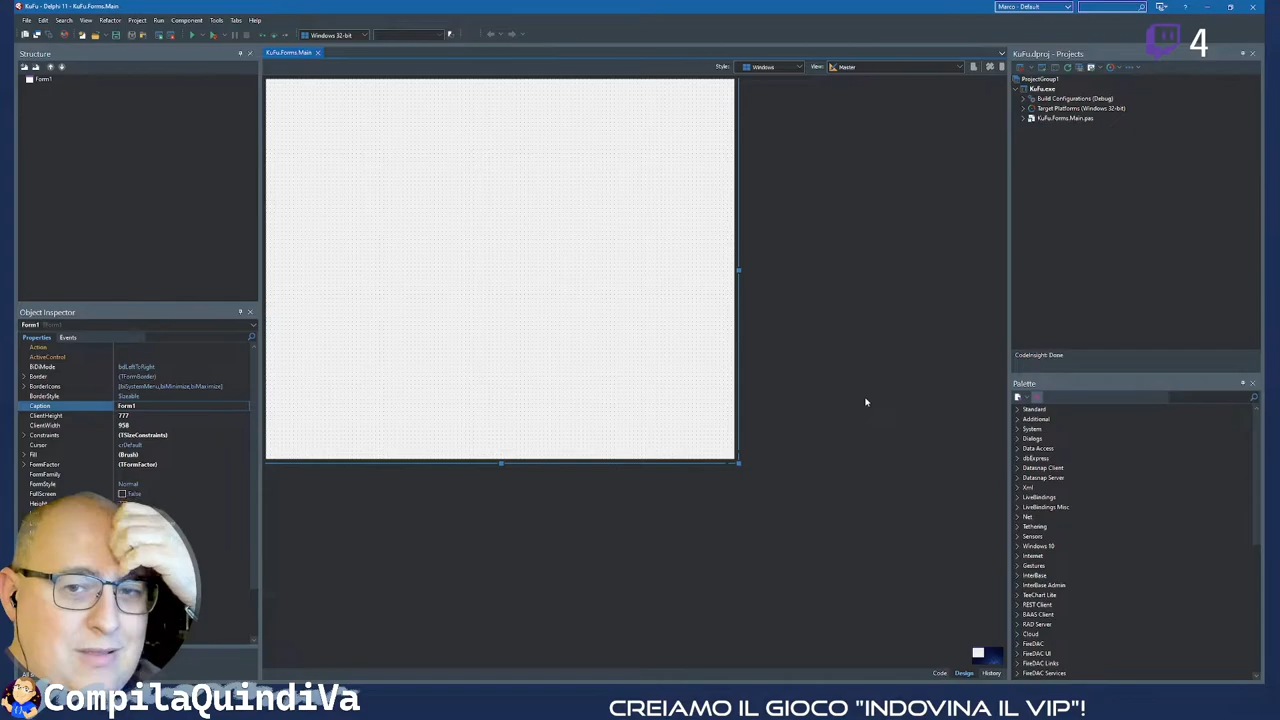 KuFu - Delphi 11 - KuFu.Forms.Main
Marco - Default
File Edit Search View Refactor Project Run Component Tools Tabs Help
Windows 32-bit
4
Structure
Form1
KuFu.Forms.Main
Style: Windows View: Master
KuFu.dproj - Projects
ProjectGroup1
KuFu.exe
Build Configurations (Debug)
Target Platforms (Windows 32-bit)
KuFu.Forms.Main.pas
CodeInsight: Done
Object Inspector
Form1 TForm1
Properties Events
Action
ActiveControl
BiDiMode bdLeftToRight
Border (TFormBorder)
BorderIcons [biSystemMenu,biMinimize,biMaximize]
BorderStyle Sizeable
Caption Form1
ClientHeight 777
ClientWidth 958
Constraints (TSizeConstraints)
Cursor crDefault
Fill (Brush)
FormFactor (TFormFactor)
FormFamily
FormStyle Normal
FullScreen False
Palette
Standard
Additional
System
Dialogs
Data Access
dbExpress
Datasnap Client
Datasnap Server
Xml
LiveBindings
LiveBindings Misc
Net
Tethering
Sensors
Windows 10
Internet
Gestures
InterBase
InterBase Admin
TeeChart Lite
REST Client
BAAS Client
RAD Server
Cloud
FireDAC
FireDAC UI
FireDAC Links
FireDAC Services
Code Design History
CompilaQuindiVa
CREIAMO IL GIOCO "INDOVINA IL VIP"!